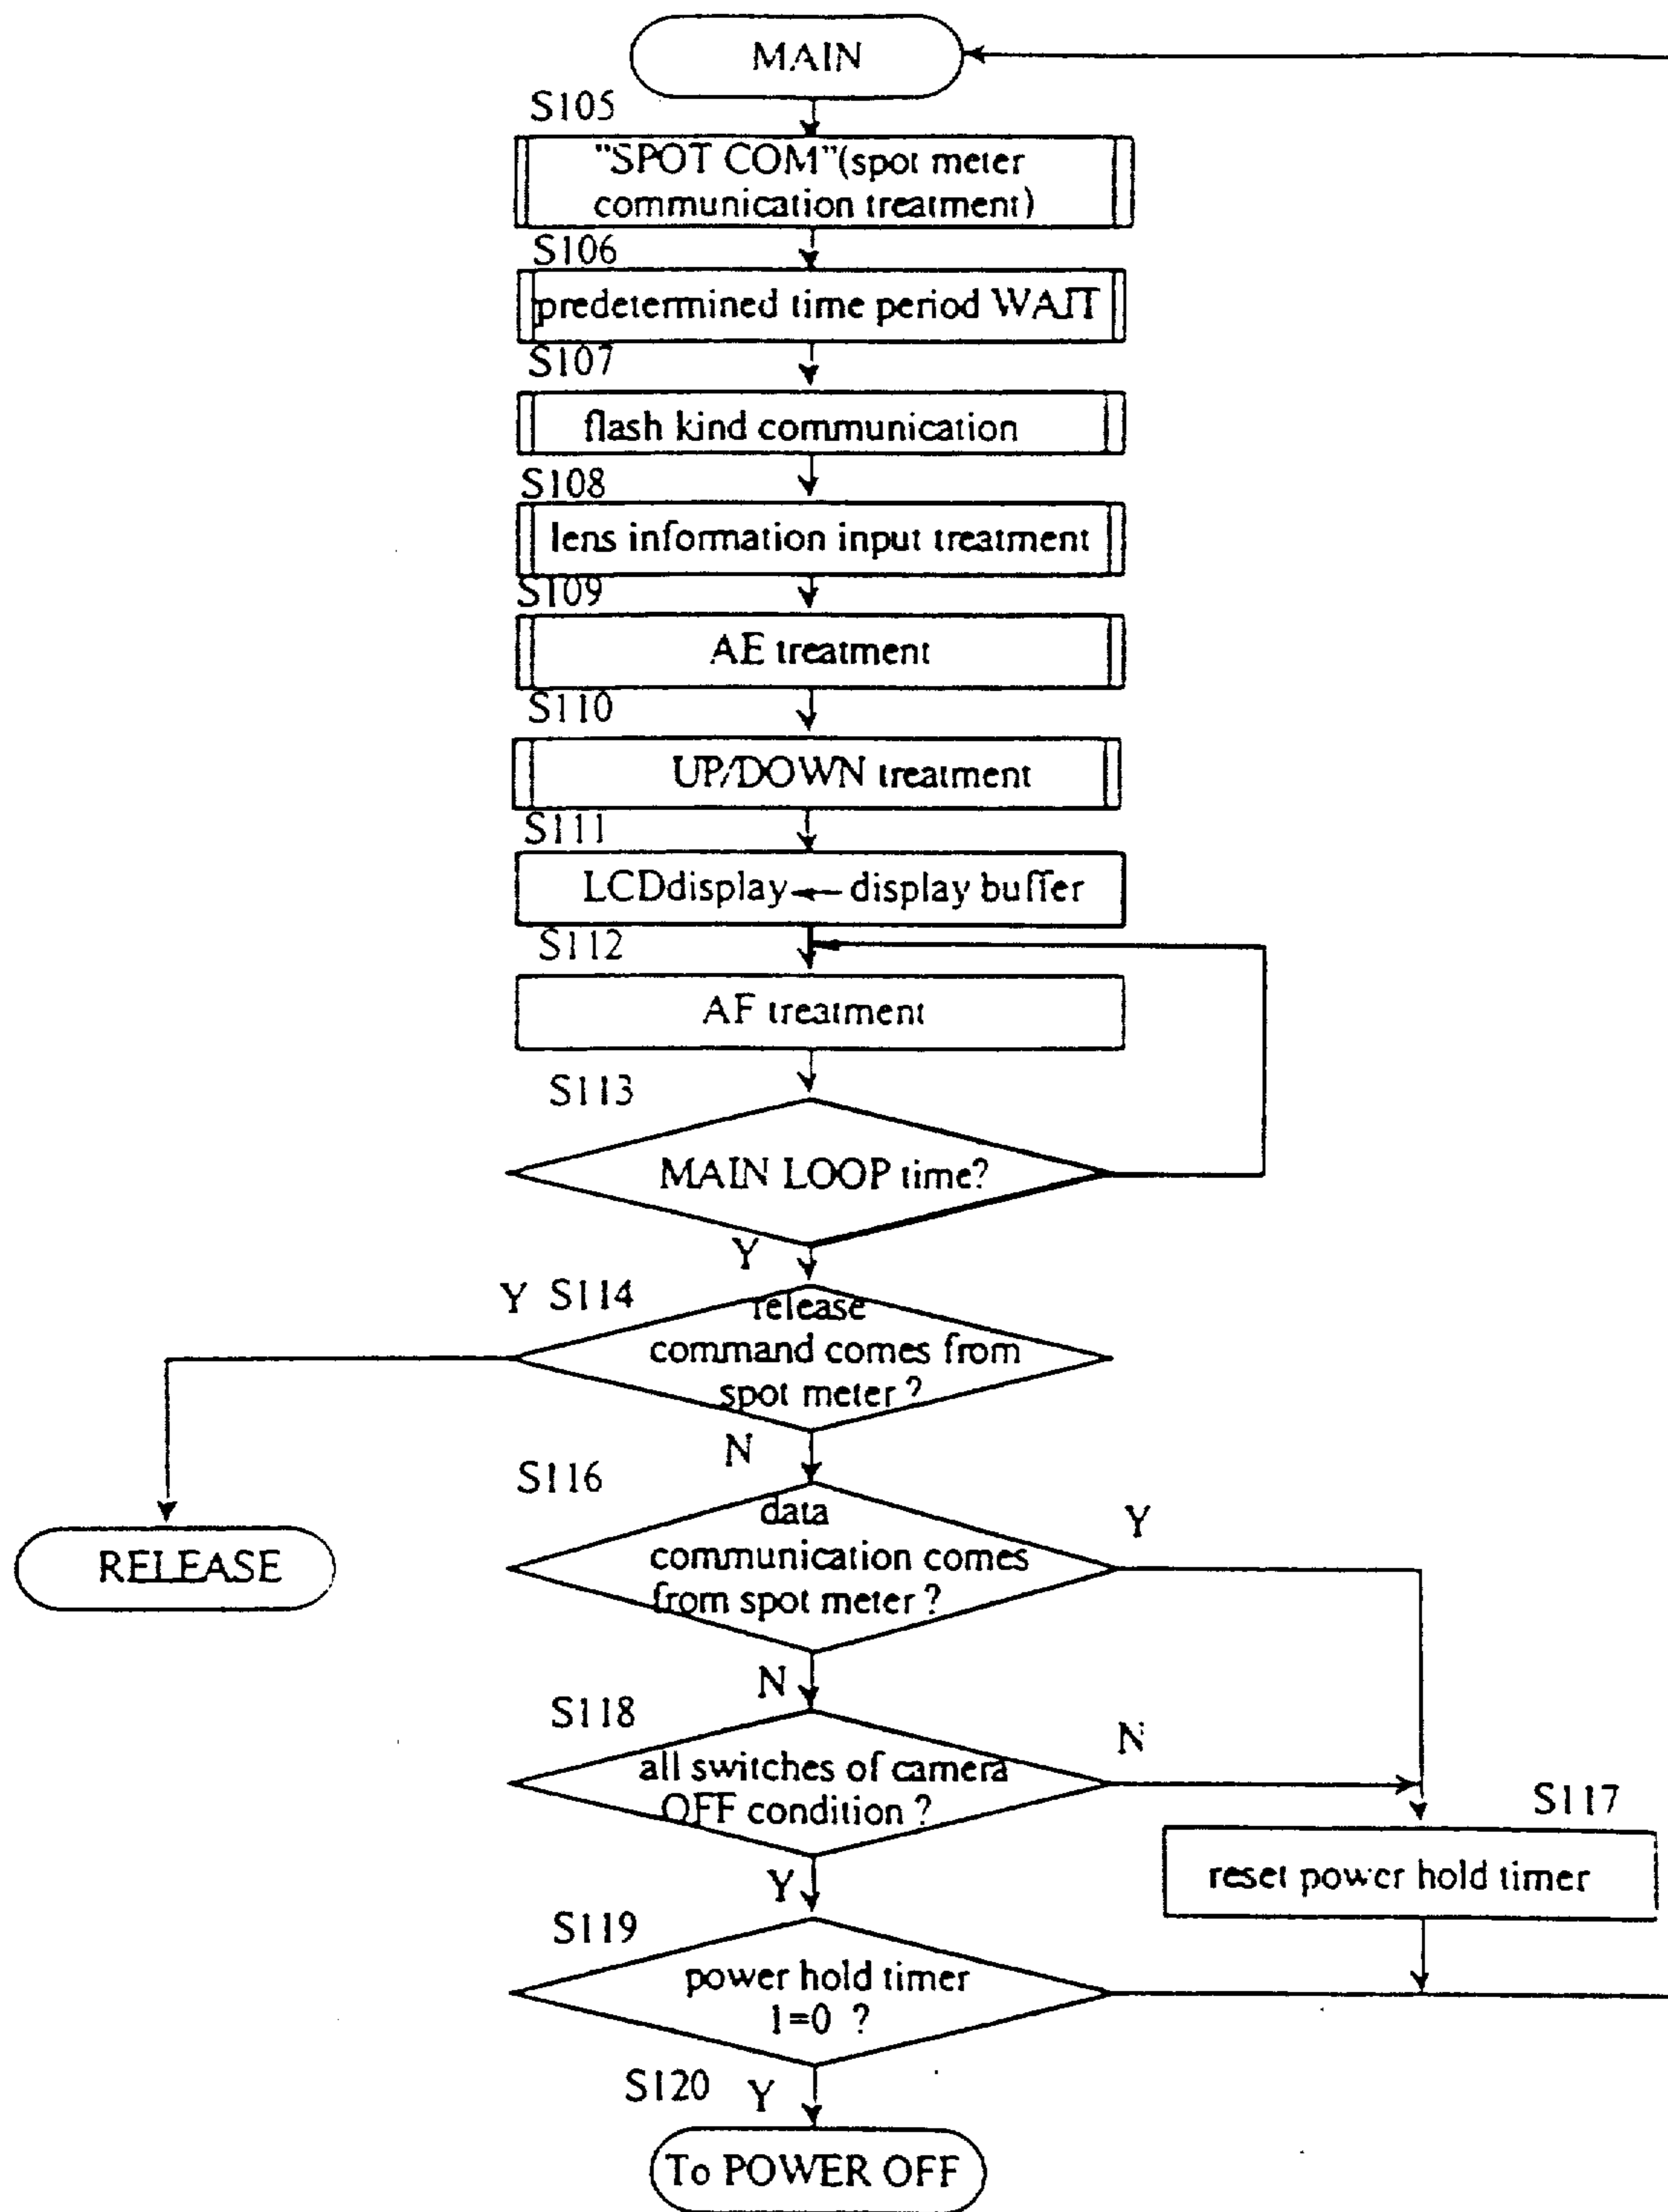 MAIN
S105
"SPOT COM"(spot meter
communication treatment)
S106
predetermined time period WAIT
S107
flash kind communication
S108
lens information input treatment
S109
AE treatment
S110
UP/DOWN treatment
S111
LCDdisplay ← display buffer
S112
AF treatment
S113
MAIN LOOP time?
Y
Y S114
release
command comes from
spot meter ?
N
RELEASE
S116
data
communication comes
from spot meter ?
Y
N
S118
all switches of camera
OFF condition ?
N
S117
reset power hold timer
Y
S119
power hold timer
1=0 ?
S120 Y
To POWER OFF